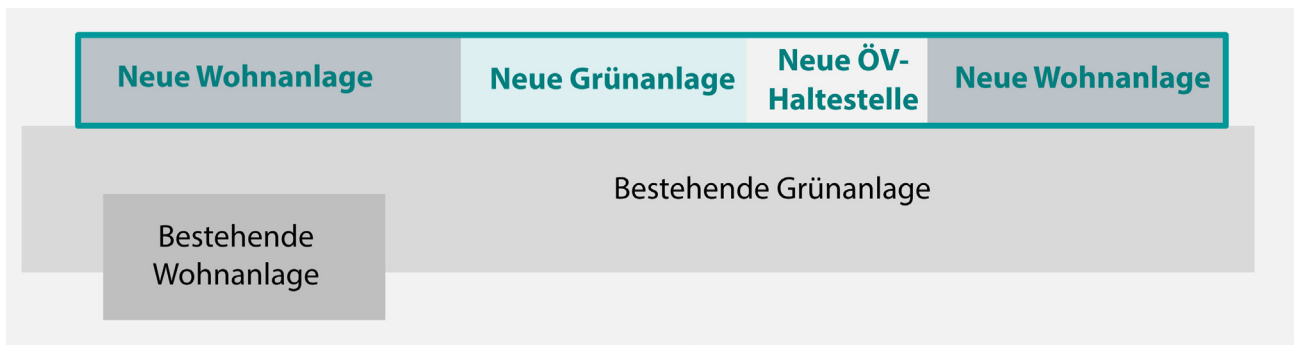 Neue Wohnanlage
Neue Grünanlage
Neue ÖV-
Haltestelle
Neue Wohnanlage
Bestehende Grünanlage
Bestehende
Wohnanlage